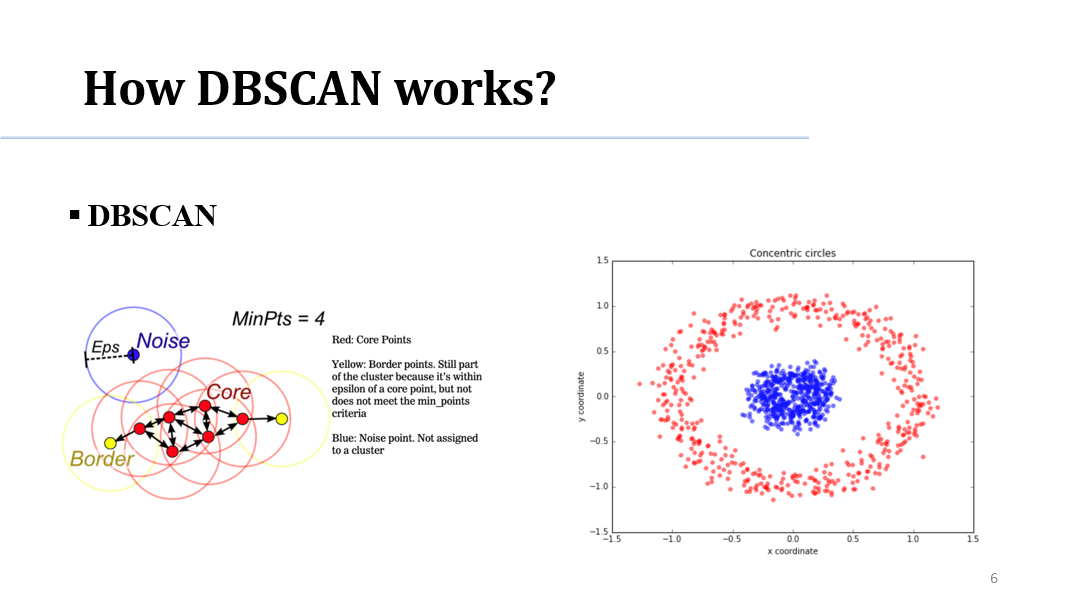 How DBSCAN works?
▪ DBSCAN
MinPts = 4
Eps
Noise
Core
Border
Red: Core Points
Yellow: Border points. Still part
of the cluster because it's within
epsilon of a core point, but not
does not meet the min_points
criteria
Blue: Noise point. Not assigned
to a cluster
Concentric circles
1.5
1.0
0.5
0.0
−0.5
−1.0
−1.5
y coordinate
−1.5 −1.0 −0.5 0.0 0.5 1.0 1.5
x coordinate
6